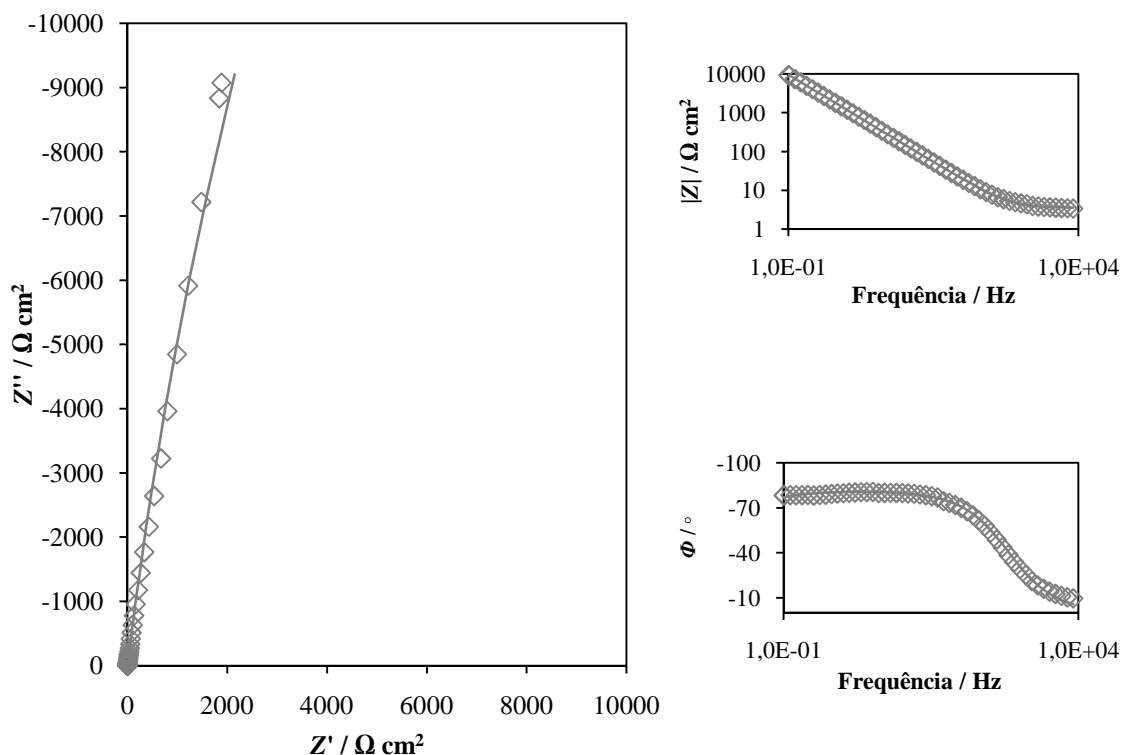 -10000
-9000
-8000
-7000
-6000
-5000
-4000
-3000
-2000
-1000
0
Z'' / Ω cm²
0 2000 4000 6000 8000 10000
Z' / Ω cm²
10000
1000
100
10
1
|Z| / Ω cm²
1,0E-01 1,0E+04
Frequência / Hz
-100
-70
-40
-10
Φ / °
1,0E-01 1,0E+04
Frequência / Hz